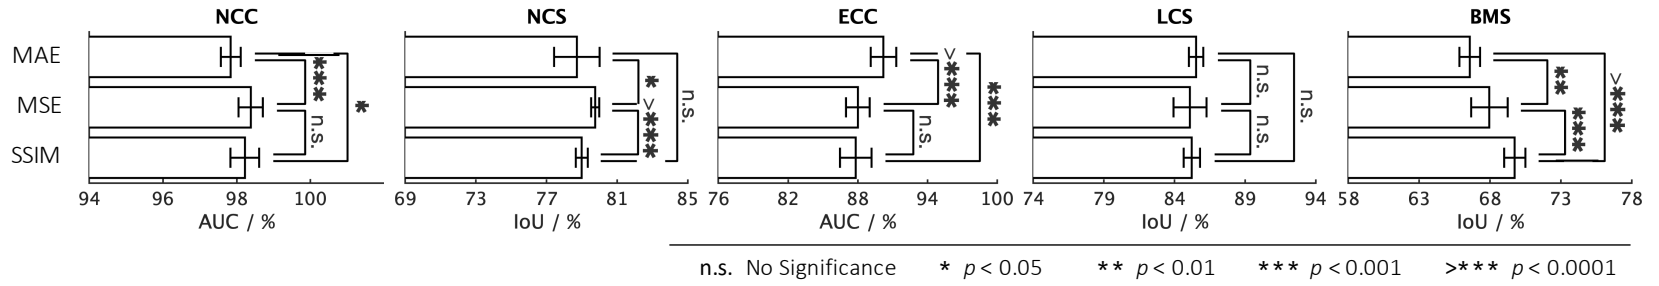 NCC NCS ECC LCS BMS
MAE
MSE
SSIM
*** n.s. *
* >*** n.s.
>*** n.s. ***
n.s. n.s. n.s.
** *** >***
94 96 98 100 69 73 77 81 85 76 82 88 94 100 74 79 84 89 94 58 63 68 73 78
AUC / % IoU / % AUC / % IoU / % IoU / %
n.s. No Significance * p < 0.05 ** p < 0.01 *** p < 0.001 >*** p < 0.0001